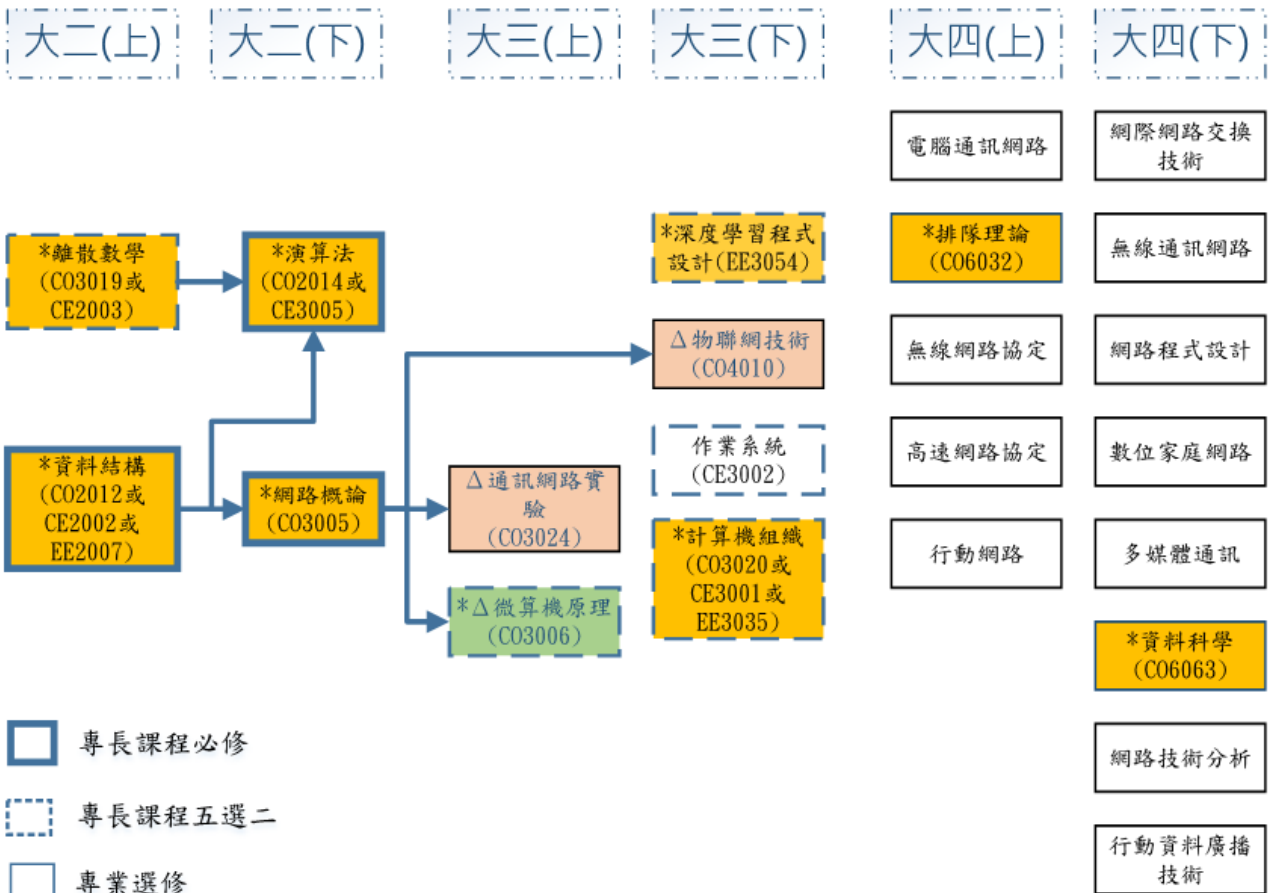 大二(上)
大二(下)
大三(上)
大三(下)
大四(上)
大四(下)
*離散數學
(CO3019或
CE2003)
*資料結構
(CO2012或
CE2002或
EE2007)
*演算法
(CO2014或
CE3005)
*網路概論
(CO3005)
Δ通訊網路實
驗
(CO3024)
*Δ微算機原理
(CO3006)
*深度學習程式
設計(EE3054)
Δ物聯網技術
(CO4010)
作業系統
(CE3002)
*計算機組織
(CO3020或
CE3001或
EE3035)
電腦通訊網路
*排隊理論
(CO6032)
無線網路協定
高速網路協定
行動網路
網際網路交換
技術
無線通訊網路
網路程式設計
數位家庭網路
多媒體通訊
*資料科學
(CO6063)
網路技術分析
行動資料廣播
技術
專長課程必修
專長課程五選二
專業選修